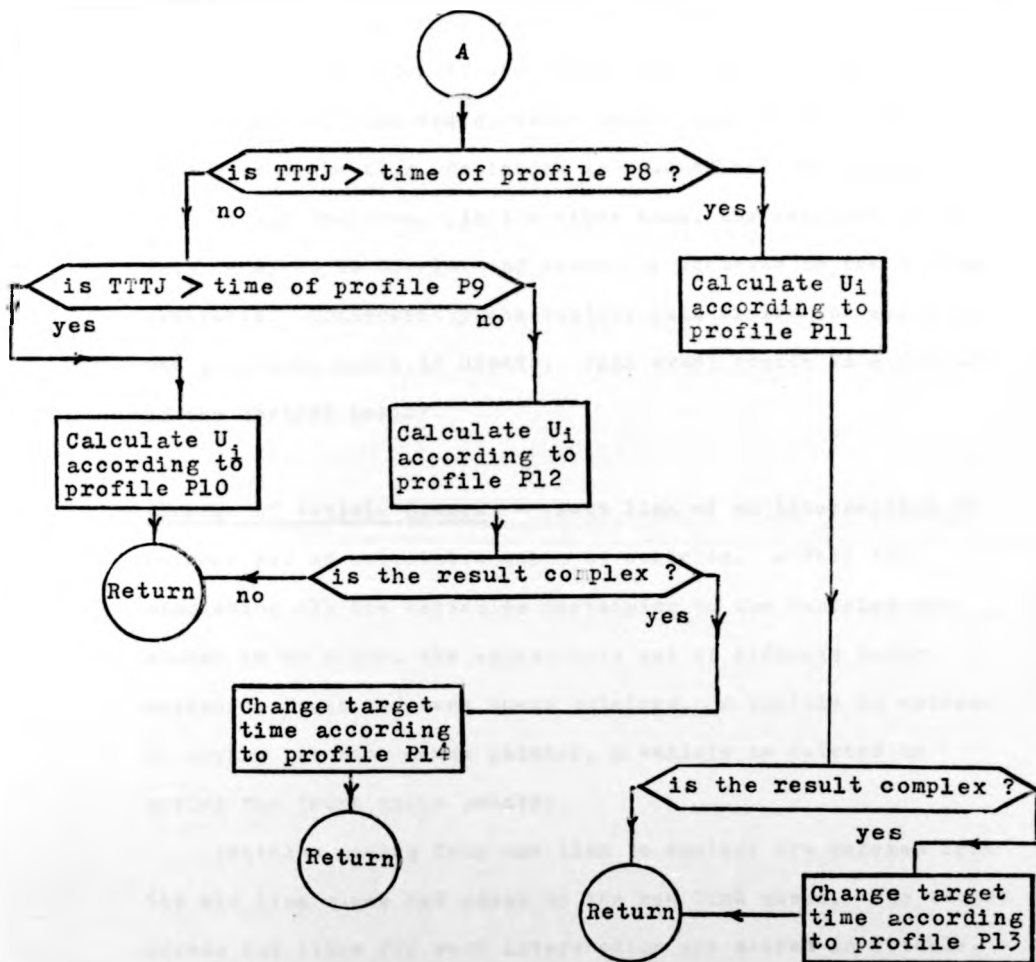 A
is TTTJ > time of profile P8 ?
no
yes
is TTTJ > time of profile P9
yes
no
Calculate Ui
according to
profile P11
Calculate Ui
according to
profile P10
Calculate Ui
according to
profile P12
Return
no
is the result complex ?
yes
Change target
time according
to profile P14
is the result complex ?
Return
yes
Return
Change target
time according
to profile P13